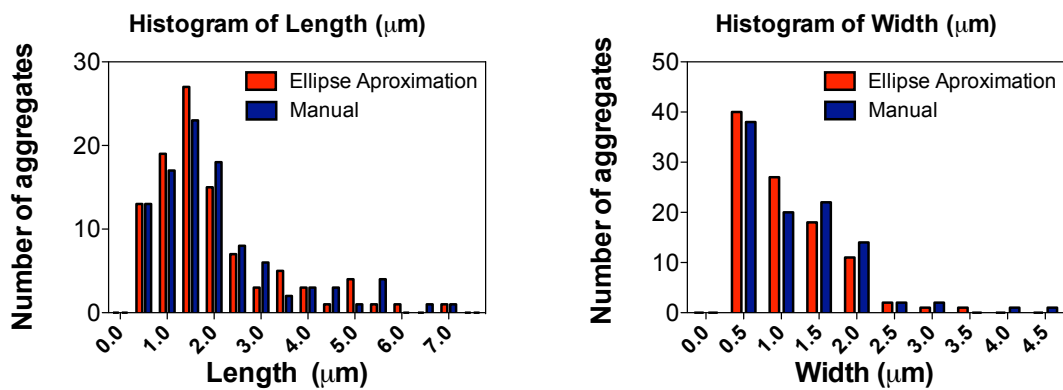 Histogram of Length (μm)
Number of aggregates
30
20
10
0
Ellipse Aproximation
Manual
0.0 1.0 2.0 3.0 4.0 5.0 6.0 7.0
Length (μm)
Histogram of Width (μm)
Number of aggregates
50
40
30
20
10
0
Ellipse Aproximation
Manual
0.0 0.5 1.0 1.5 2.0 2.5 3.0 3.5 4.0 4.5
Width (μm)